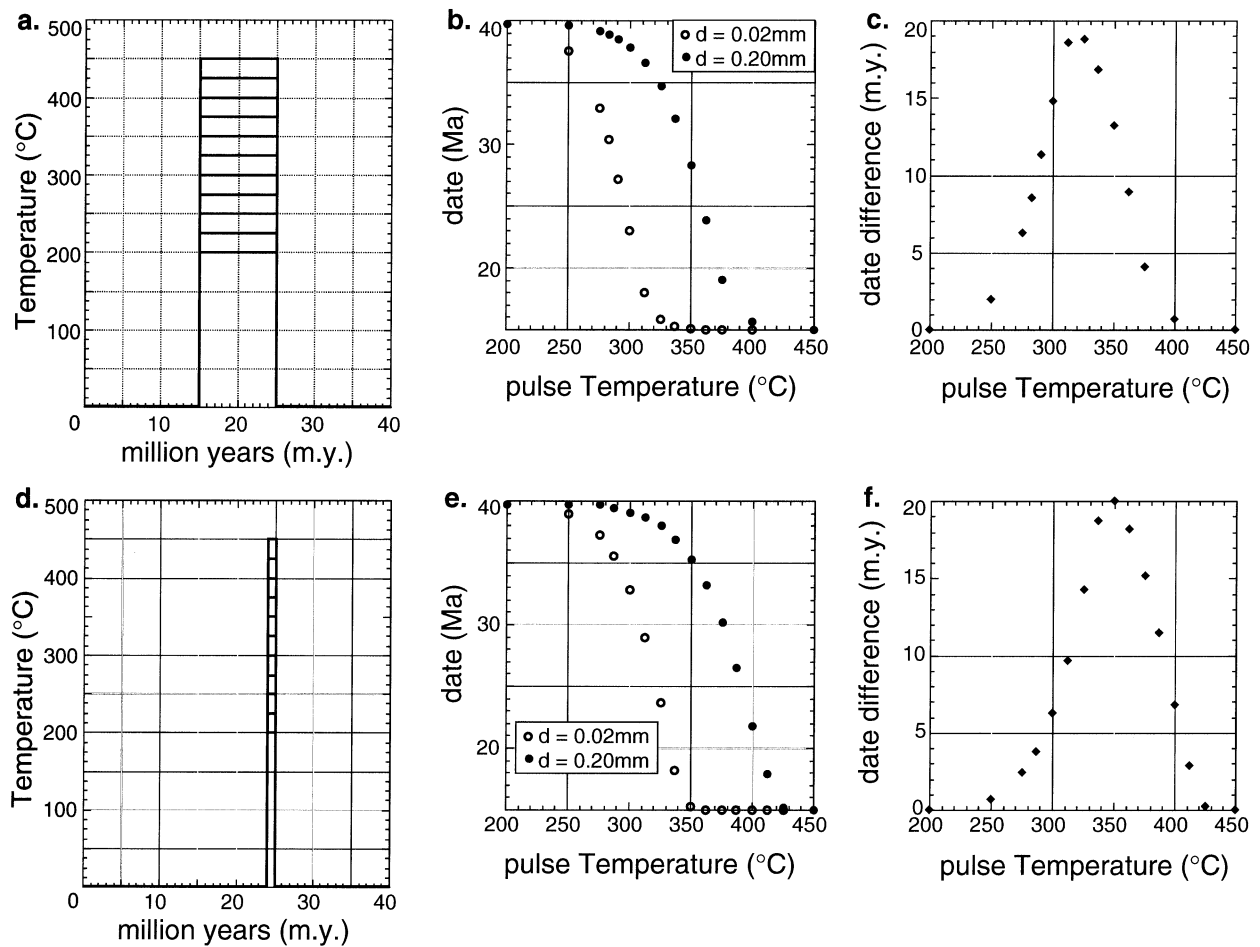 a.
500
400
300
200
100
0
10
20
30
40
Temperature (°C)
million years (m.y.)
b.
40
30
20
200
250
300
350
400
450
date (Ma)
pulse Temperature (°C)
d = 0.02mm
d = 0.20mm
c.
20
15
10
5
0
200
250
300
350
400
450
date difference (m.y.)
pulse Temperature (°C)
d.
500
400
300
200
100
0
10
20
30
40
Temperature (°C)
million years (m.y.)
e.
40
30
20
200
250
300
350
400
450
date (Ma)
pulse Temperature (°C)
d = 0.02mm
d = 0.20mm
f.
20
15
10
5
0
200
250
300
350
400
450
date difference (m.y.)
pulse Temperature (°C)